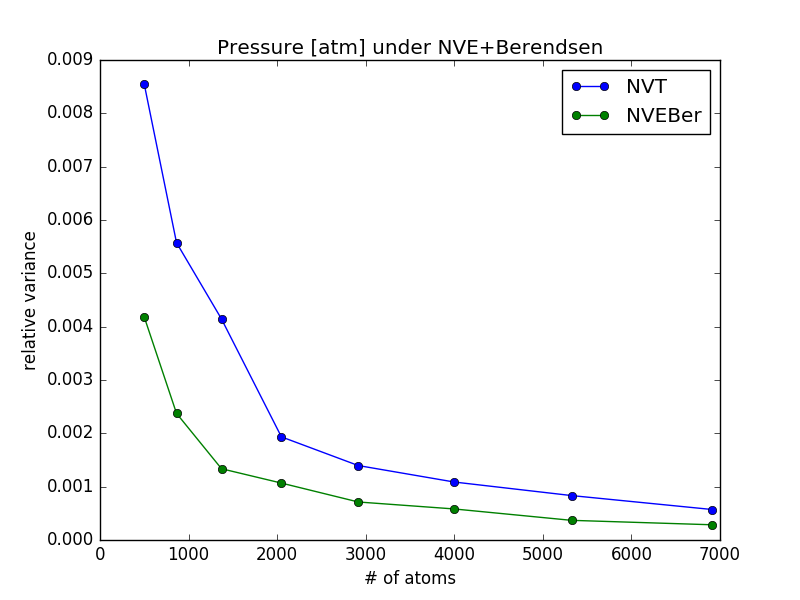 Pressure [atm] under NVE+Berendsen
0.009
0.008
0.007
0.006
0.005
0.004
0.003
0.002
0.001
0.000
relative variance
NVT
NVEBer
0 1000 2000 3000 4000 5000 6000 7000
# of atoms